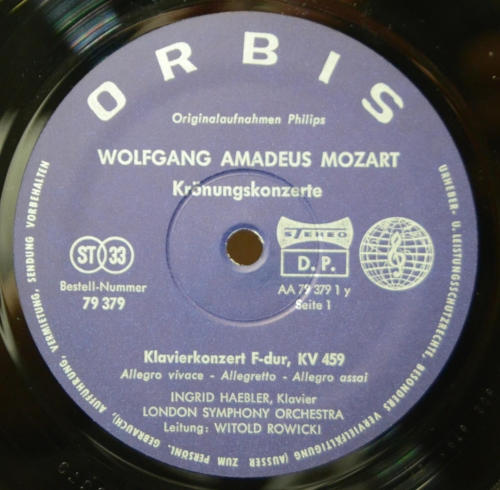 ORBIS
Originalaufnahmen Philips
WOLFGANG AMADEUS MOZART
Krönungskonzerte
ST 33
Bestell-Nummer
79 379
STEREO
D. P.
AA 79 379 1 y
Seite 1
Klavierkonzert F-dur, KV 459
Allegro vivace - Allegretto - Allegro assai
INGRID HAEBLER, Klavier
LONDON SYMPHONY ORCHESTRA
Leitung: WITOLD ROWICKI
URHEBER- U. LEISTUNGSSCHUTZRECHTE, BESONDERS VERVIELFÄLTIGUNG (AUSSER ZUM PERSÖNL. GEBRAUCH), AUFFÜHRUNG, VERMIETUNG, SENDUNG VORBEHALTEN